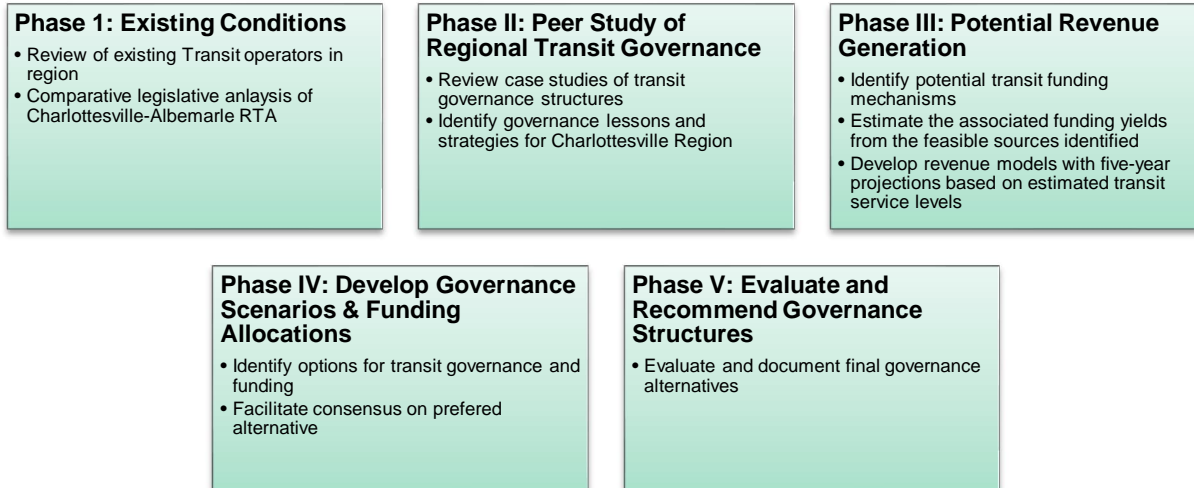 Phase 1: Existing Conditions
• Review of existing Transit operators in
region
• Comparative legislative anlaysis of
Charlottesville-Albemarle RTA
Phase II: Peer Study of
Regional Transit Governance
• Review case studies of transit
governance structures
• Identify governance lessons and
strategies for Charlottesville Region
Phase III: Potential Revenue
Generation
• Identify potential transit funding
mechanisms
• Estimate the associated funding yields
from the feasible sources identified
• Develop revenue models with five-year
projections based on estimated transit
service levels
Phase IV: Develop Governance
Scenarios & Funding
Allocations
• Identify options for transit governance and
funding
• Facilitate consensus on prefered
alternative
Phase V: Evaluate and
Recommend Governance
Structures
• Evaluate and document final governance
alternatives